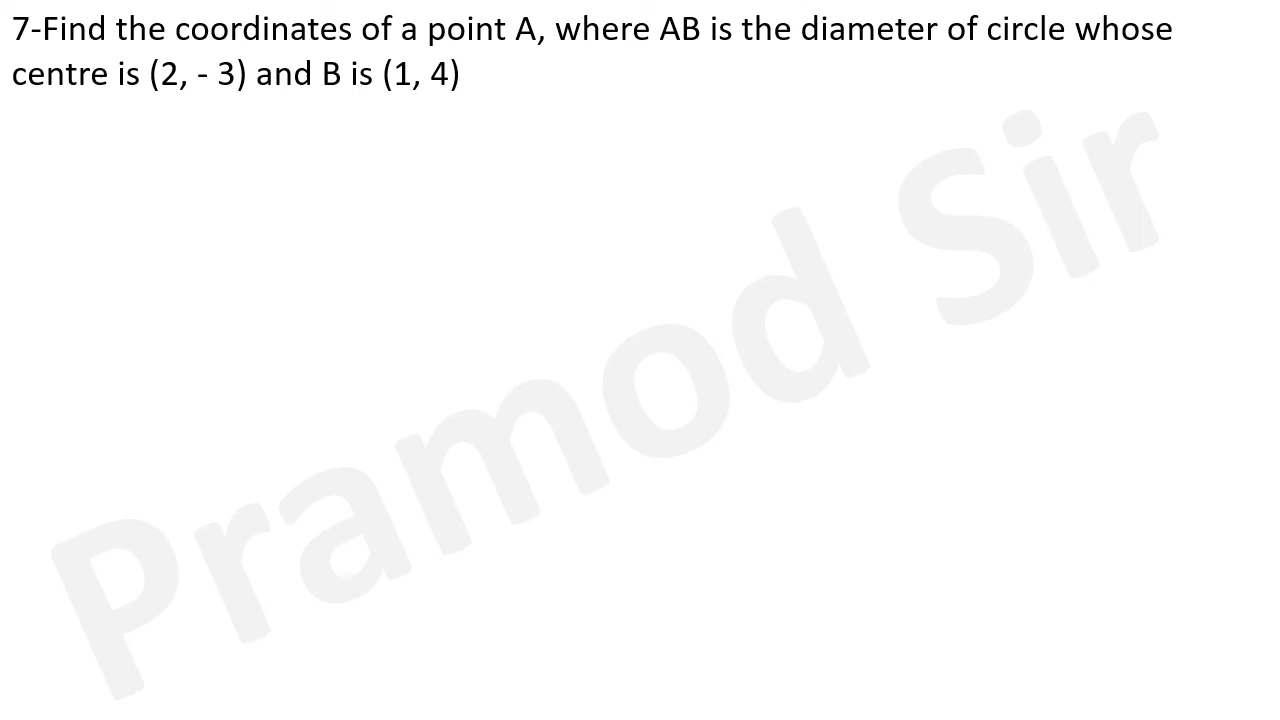 7-Find the coordinates of a point A, where AB is the diameter of circle whose
centre is (2, - 3) and B is (1, 4)
Pramod Sir